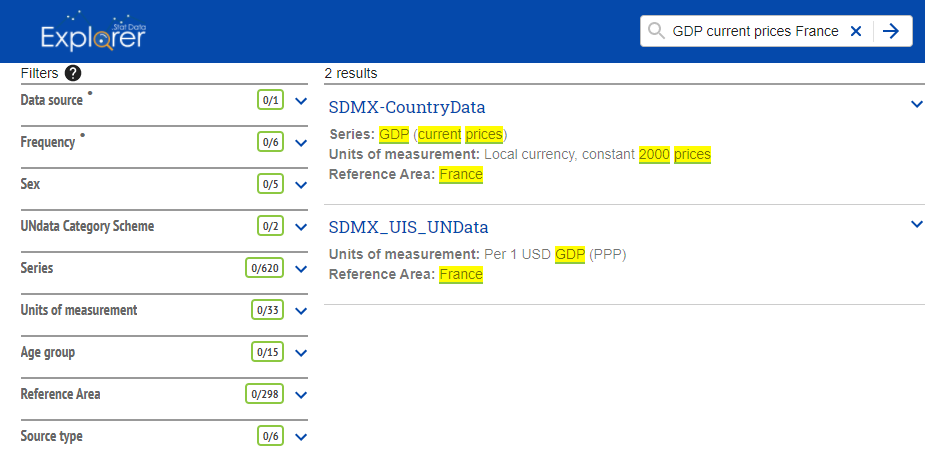 Stat Data
Explorer
GDP current prices France
Filters ?
2 results
Data source
0/1
Frequency
0/6
Sex
0/5
UNdata Category Scheme
0/2
Series
0/620
Units of measurement
0/33
Age group
0/15
Reference Area
0/298
Source type
0/6
SDMX-CountryData
Series: GDP (current prices)
Units of measurement: Local currency, constant 2000 prices
Reference Area: France
SDMX_UIS_UNData
Units of measurement: Per 1 USD GDP (PPP)
Reference Area: France